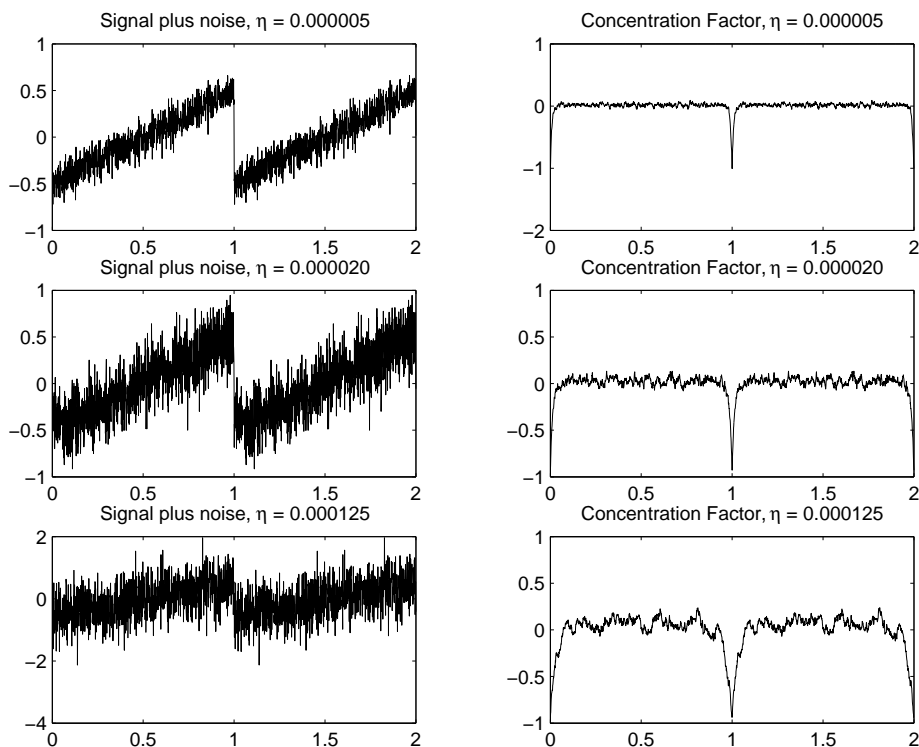 Signal plus noise, η = 0.000005
1
0.5
0
−0.5
−1
0 0.5 1 1.5 2
Concentration Factor, η = 0.000005
1
0
−1
−2
0 0.5 1 1.5 2
Signal plus noise, η = 0.000020
1
0.5
0
−0.5
−1
0 0.5 1 1.5 2
Concentration Factor, η = 0.000020
1
0.5
0
−0.5
−1
0 0.5 1 1.5 2
Signal plus noise, η = 0.000125
2
0
−2
−4
0 0.5 1 1.5 2
Concentration Factor, η = 0.000125
1
0.5
0
−0.5
−1
0 0.5 1 1.5 2